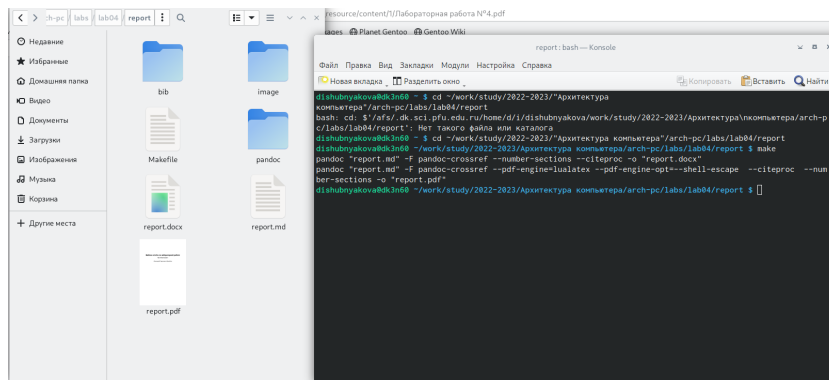 resource/content/1/Лабораторная работа №4.pdf
ch-pc / labs / lab04 / report
Planet Gentoo Gentoo Wiki
Недавние
Избранные
Домашняя папка
Видео
Документы
Загрузки
Изображения
Музыка
Корзина
Другие места
bib
image
Makefile
pandoc
report.docx
report.md
report.pdf
report : bash — Konsole
Файл Правка Вид Закладки Модули Настройка Справка
Новая вкладка Разделить окно Копировать Вставить Найти
dishubnyakova@dk3n60 ~ $ cd ~/work/study/2022-2023/"Архитектура
компьютера"/arch-pc/labs/lab04/report
bash: cd: $'/afs/.dk.sci.pfu.edu.ru/home/d/i/dishubnyakova/work/study/2022-2023/Архитектура\nкомпьютера/arch-p
c/labs/lab04/report': Нет такого файла или каталога
dishubnyakova@dk3n60 ~ $ cd ~/work/study/2022-2023/"Архитектура компьютера"/arch-pc/labs/lab04/report
dishubnyakova@dk3n60 ~/work/study/2022-2023/Архитектура компьютера/arch-pc/labs/lab04/report $ make
pandoc "report.md" -F pandoc-crossref --number-sections --citeproc -o "report.docx"
pandoc "report.md" -F pandoc-crossref --pdf-engine=lualatex --pdf-engine-opt=--shell-escape --citeproc --num
ber-sections -o "report.pdf"
dishubnyakova@dk3n60 ~/work/study/2022-2023/Архитектура компьютера/arch-pc/labs/lab04/report $